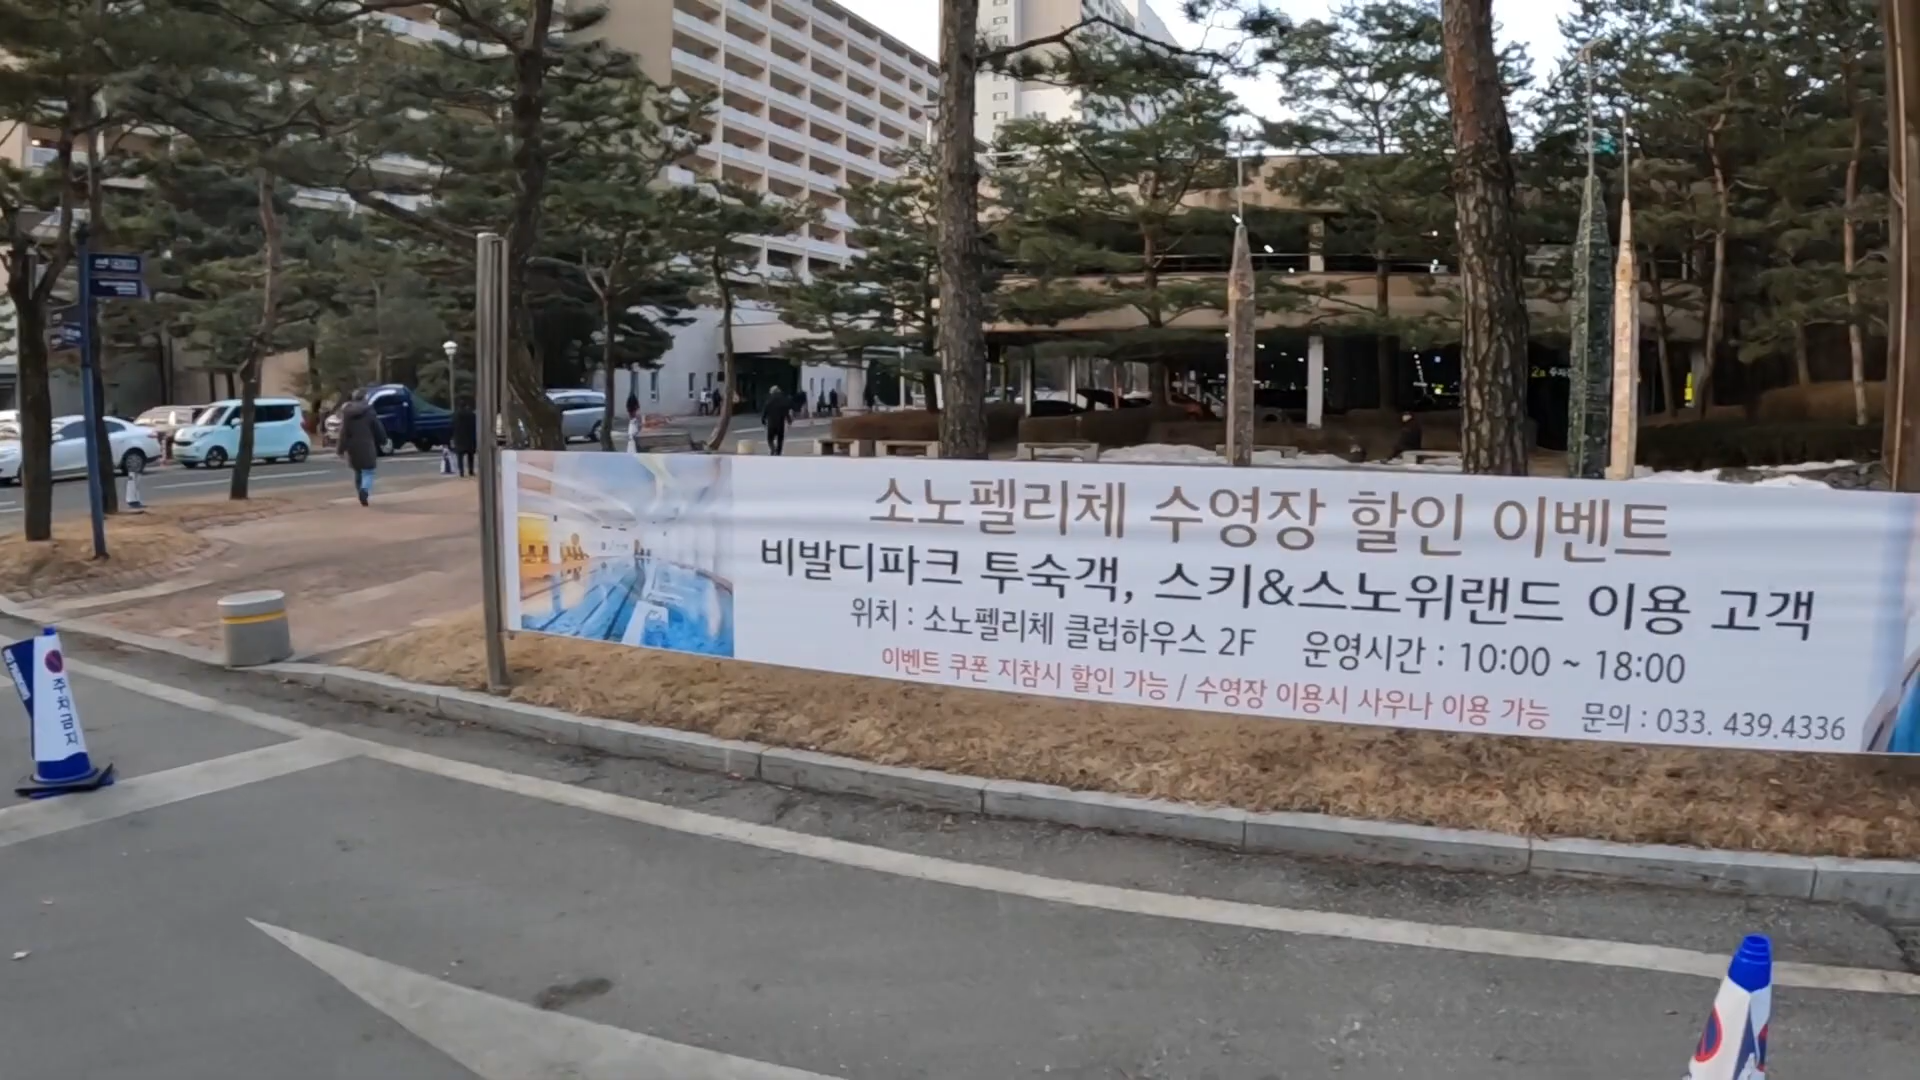 소노펠리체 수영장 할인 이벤트
비발디파크 투숙객, 스키&스노위랜드 이용 고객
위치 : 소노펠리체 클럽하우스 2F 운영시간 : 10:00 ~ 18:00
이벤트 쿠폰 지참시 할인 가능 / 수영장 이용시 사우나 이용 가능 문의 : 033. 439.4336
주차금지